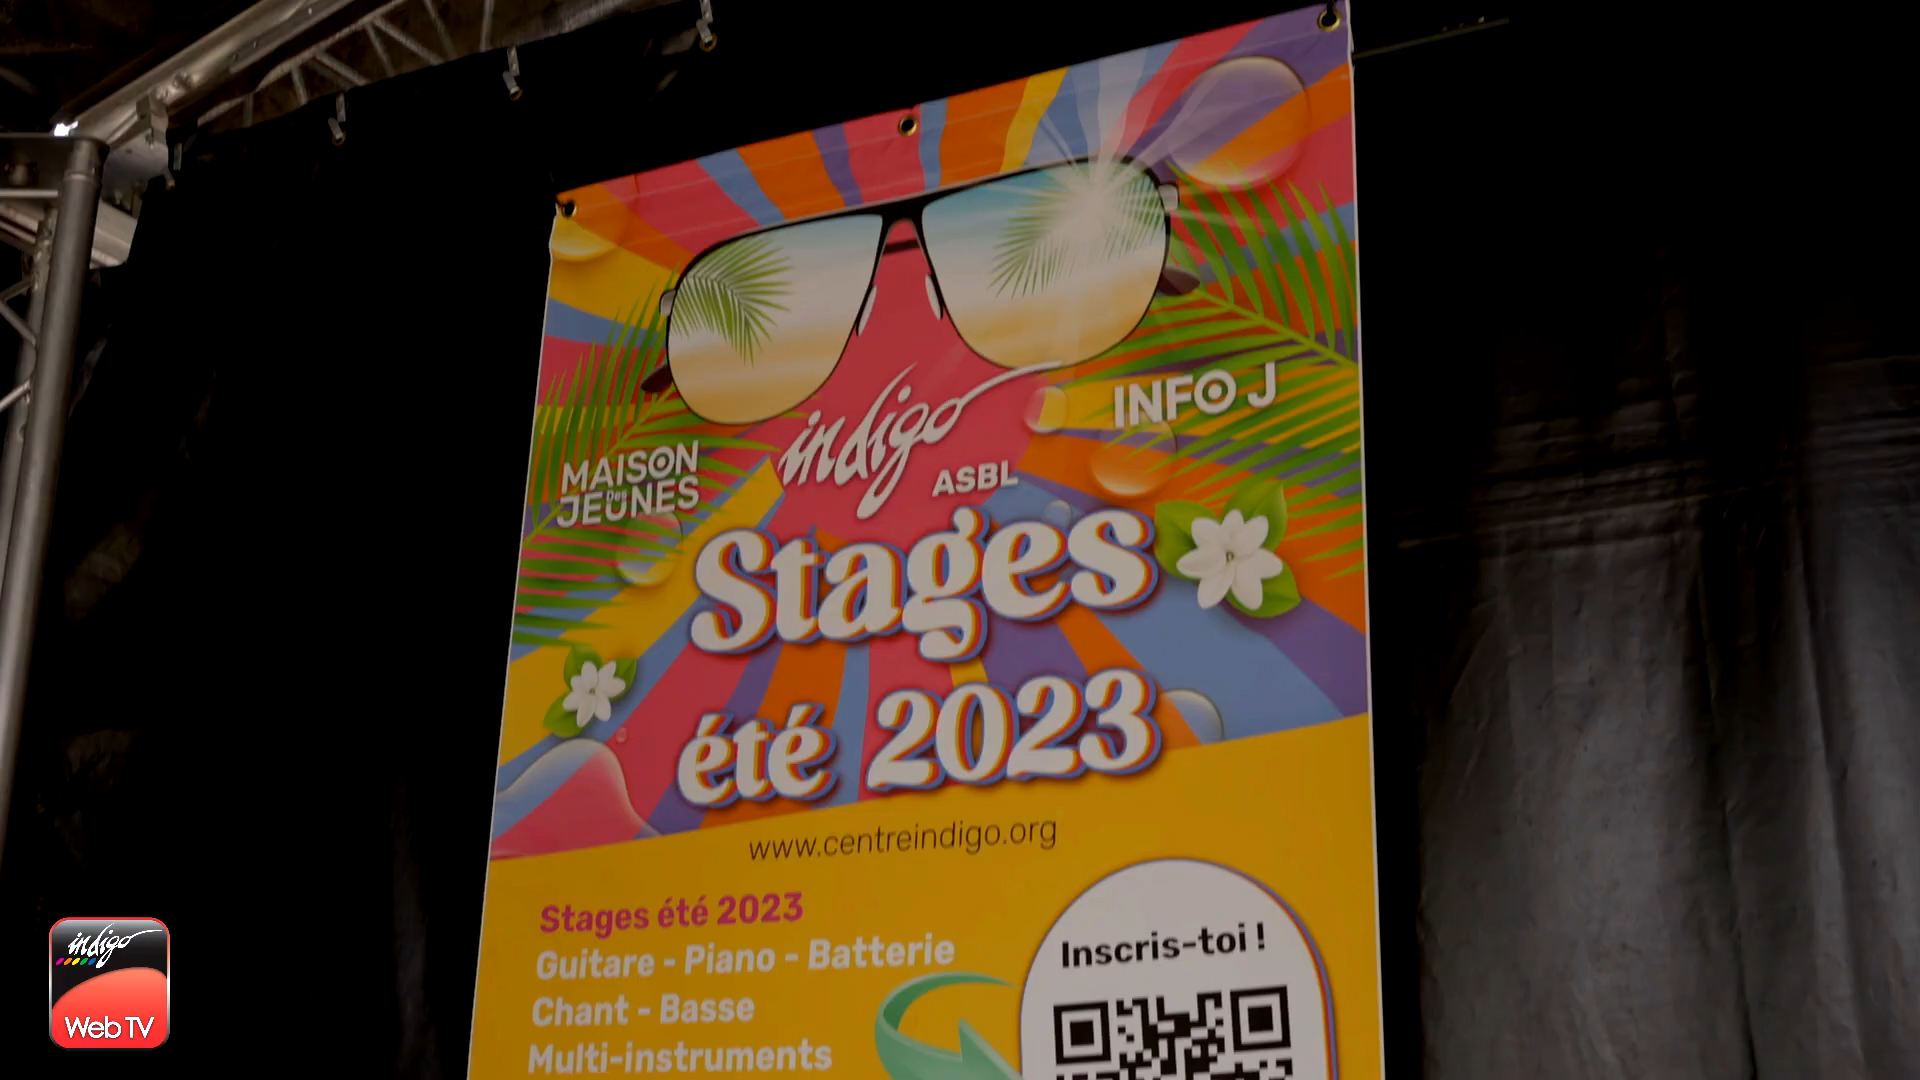 indigo
INFO J
MAISON
DES
JEUNES
ASBL
Stages
été 2023
www.centreindigo.org
Stages été 2023
Guitare - Piano - Batterie
Chant - Basse
Multi-instruments
Inscris-toi !
indigo
Web TV